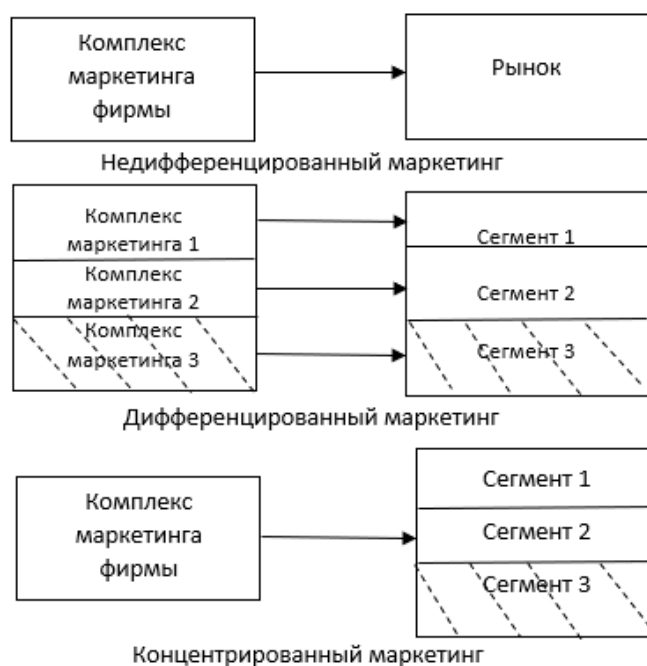 Комплекс
маркетинга
фирмы
Рынок
Недифференцированный маркетинг
Комплекс
маркетинга 1
Сегмент 1
Комплекс
маркетинга 2
Сегмент 2
Комплекс
маркетинга 3
Сегмент 3
Дифференцированный маркетинг
Комплекс
маркетинга
фирмы
Сегмент 1
Сегмент 2
Сегмент 3
Концентрированный маркетинг